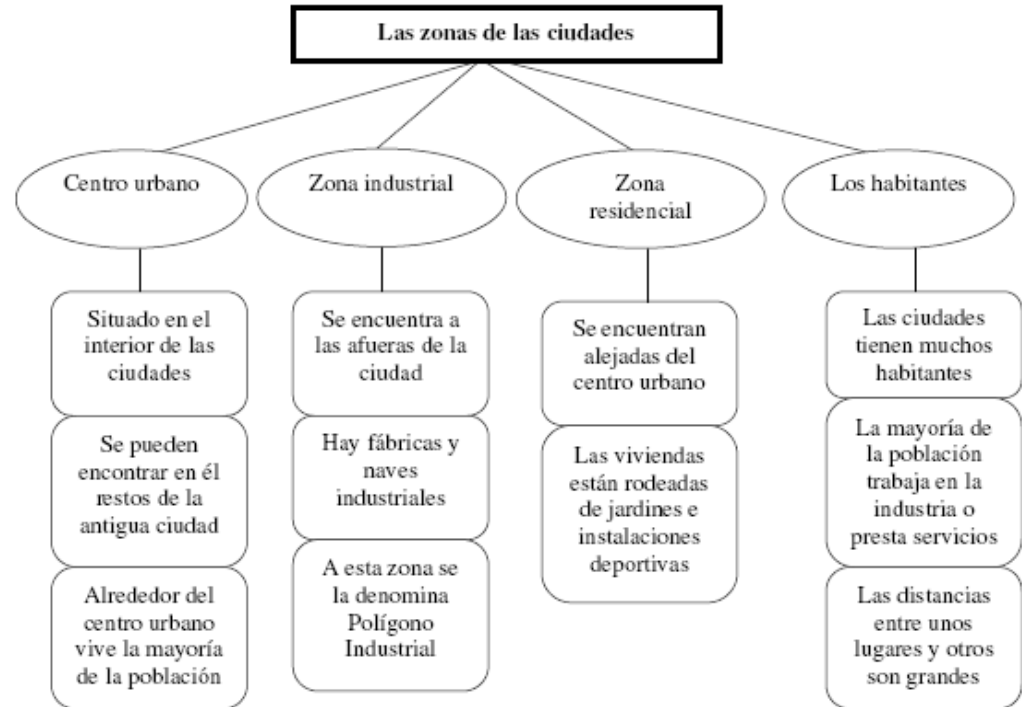 Las zonas de las ciudades
Centro urbano
Situado en el
interior de las
ciudades
Se pueden
encontrar en él
restos de la
antigua ciudad
Alrededor del
centro urbano
vive la mayoría
de la población
Zona industrial
Se encuentra a
las afueras de la
ciudad
Hay fábricas y
naves
industriales
A esta zona se
la denomina
Polígono
Industrial
Zona
residencial
Se encuentran
alejadas del
centro urbano
Las viviendas
están rodeadas
de jardines e
instalaciones
deportivas
Los habitantes
Las ciudades
tienen muchos
habitantes
La mayoría de
la población
trabaja en la
industria o
presta servicios
Las distancias
entre unos
lugares y otros
son grandes